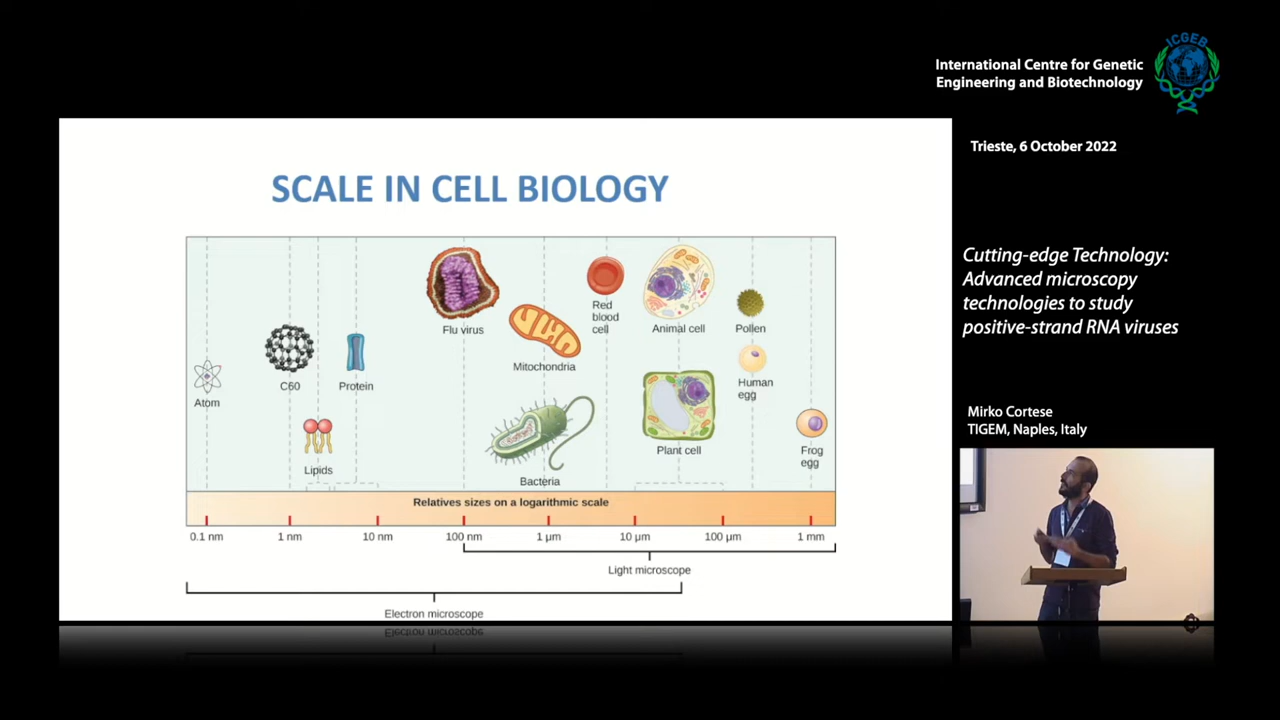 ICGEB
International Centre for Genetic
Engineering and Biotechnology
Trieste, 6 October 2022
SCALE IN CELL BIOLOGY
Cutting-edge Technology:
Advanced microscopy
technologies to study
positive-strand RNA viruses
Flu virus
Red
blood
cell
Animal cell
Pollen
Mitochondria
C60
Protein
Human
egg
Atom
Mirko Cortese
TIGEM, Naples, Italy
Lipids
Plant cell
Frog
egg
Bacteria
Relatives sizes on a logarithmic scale
0.1 nm 1 nm 10 nm 100 nm 1 µm 10 µm 100 µm 1 mm
Light microscope
Electron microscope